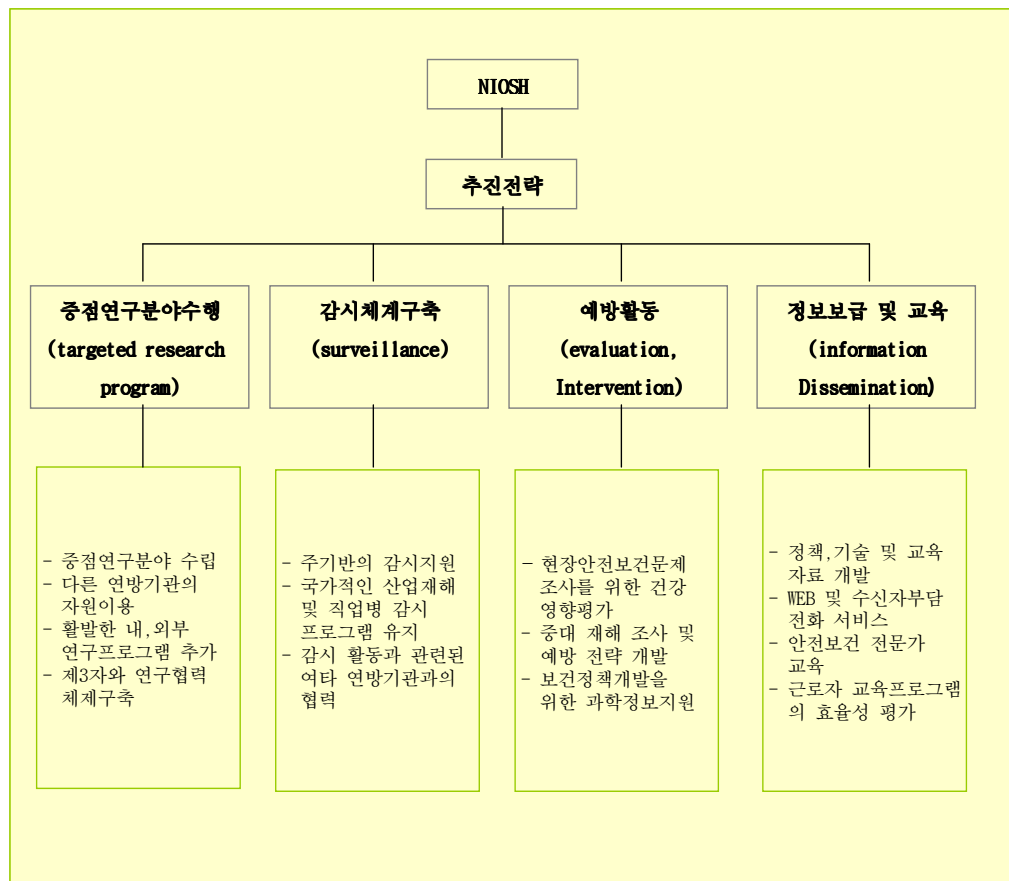 NIOSH
추진전략
중점연구분야수행
(targeted research
program)
감시체계구축
(surveillance)
예방활동
(evaluation,
Intervention)
정보보급 및 교육
(information
Dissemination)
- 중점연구분야 수립
- 다른 연방기관의
자원이용
- 활발한 내,외부
연구프로그램 추가
- 제3자와 연구협력
체제구축
- 주기반의 감시지원
- 국가적인 산업재해
및 직업병 감시
프로그램 유지
- 감시 활동과 관련된
여타 연방기관과의
협력
- 현장안전보건문제
조사를 위한 건강
영향평가
- 중대 재해 조사 및
예방 전략 개발
- 보건정책개발을
위한 과학정보지원
- 정책,기술 및 교육
자료 개발
- WEB 및 수신자부담
전화 서비스
- 안전보건 전문가
교육
- 근로자 교육프로그램
의 효율성 평가